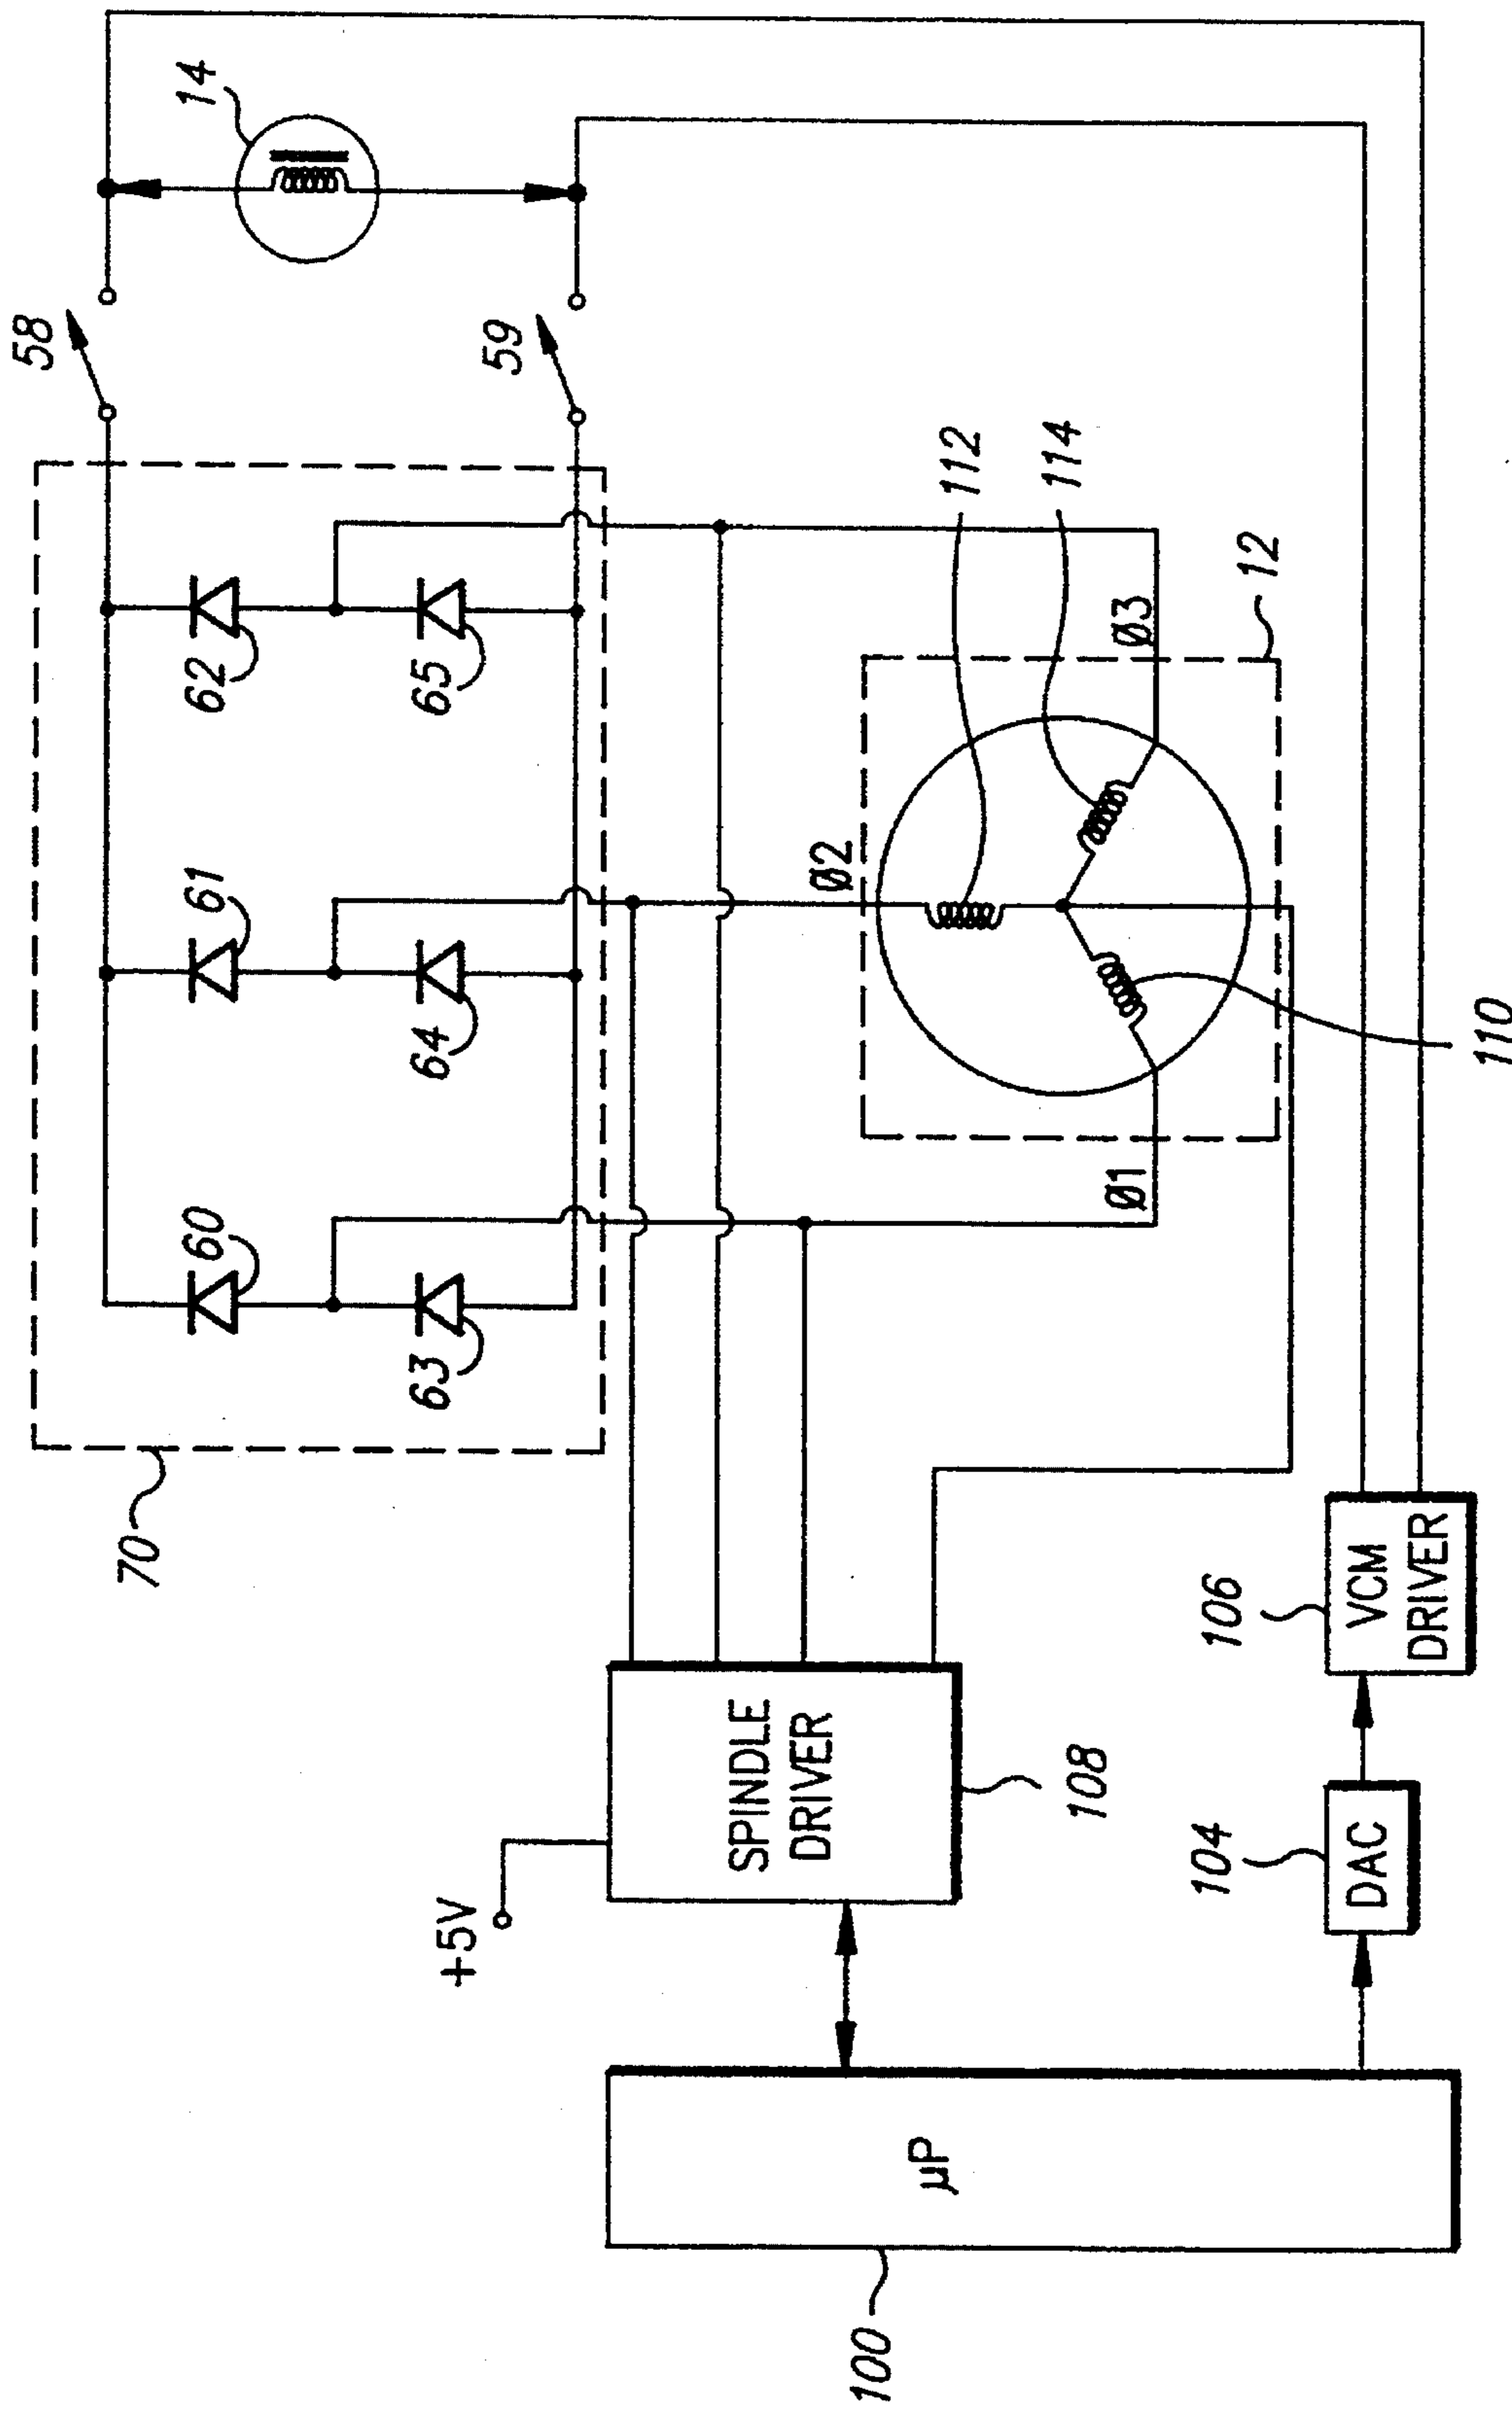 58
14
59
62
65
61
64
60
63
70
112
114
12
Ø3
Ø2
Ø1
110
+5V
SPINDLE
DRIVER
108
106
VCM
DRIVER
104
DAC
µP
100